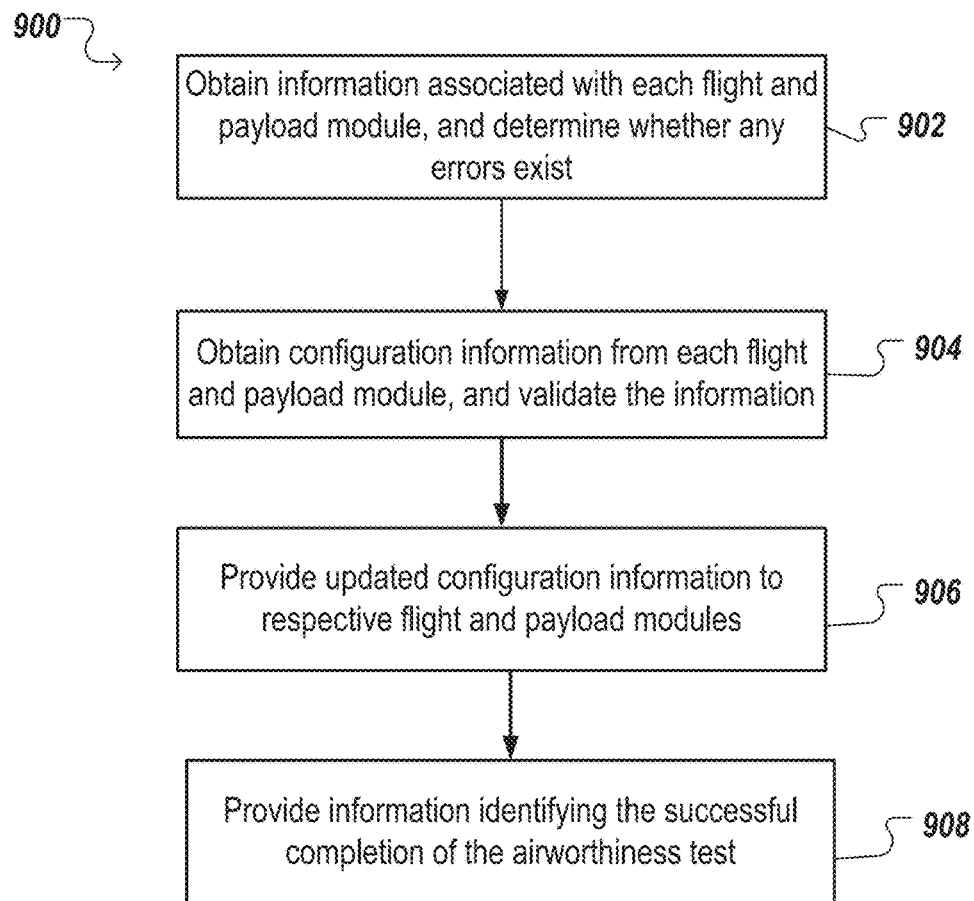 900
Obtain information associated with each flight and
payload module, and determine whether any
errors exist
902
Obtain configuration information from each flight
and payload module, and validate the information
904
Provide updated configuration information to
respective flight and payload modules
906
Provide information identifying the successful
completion of the airworthiness test
908